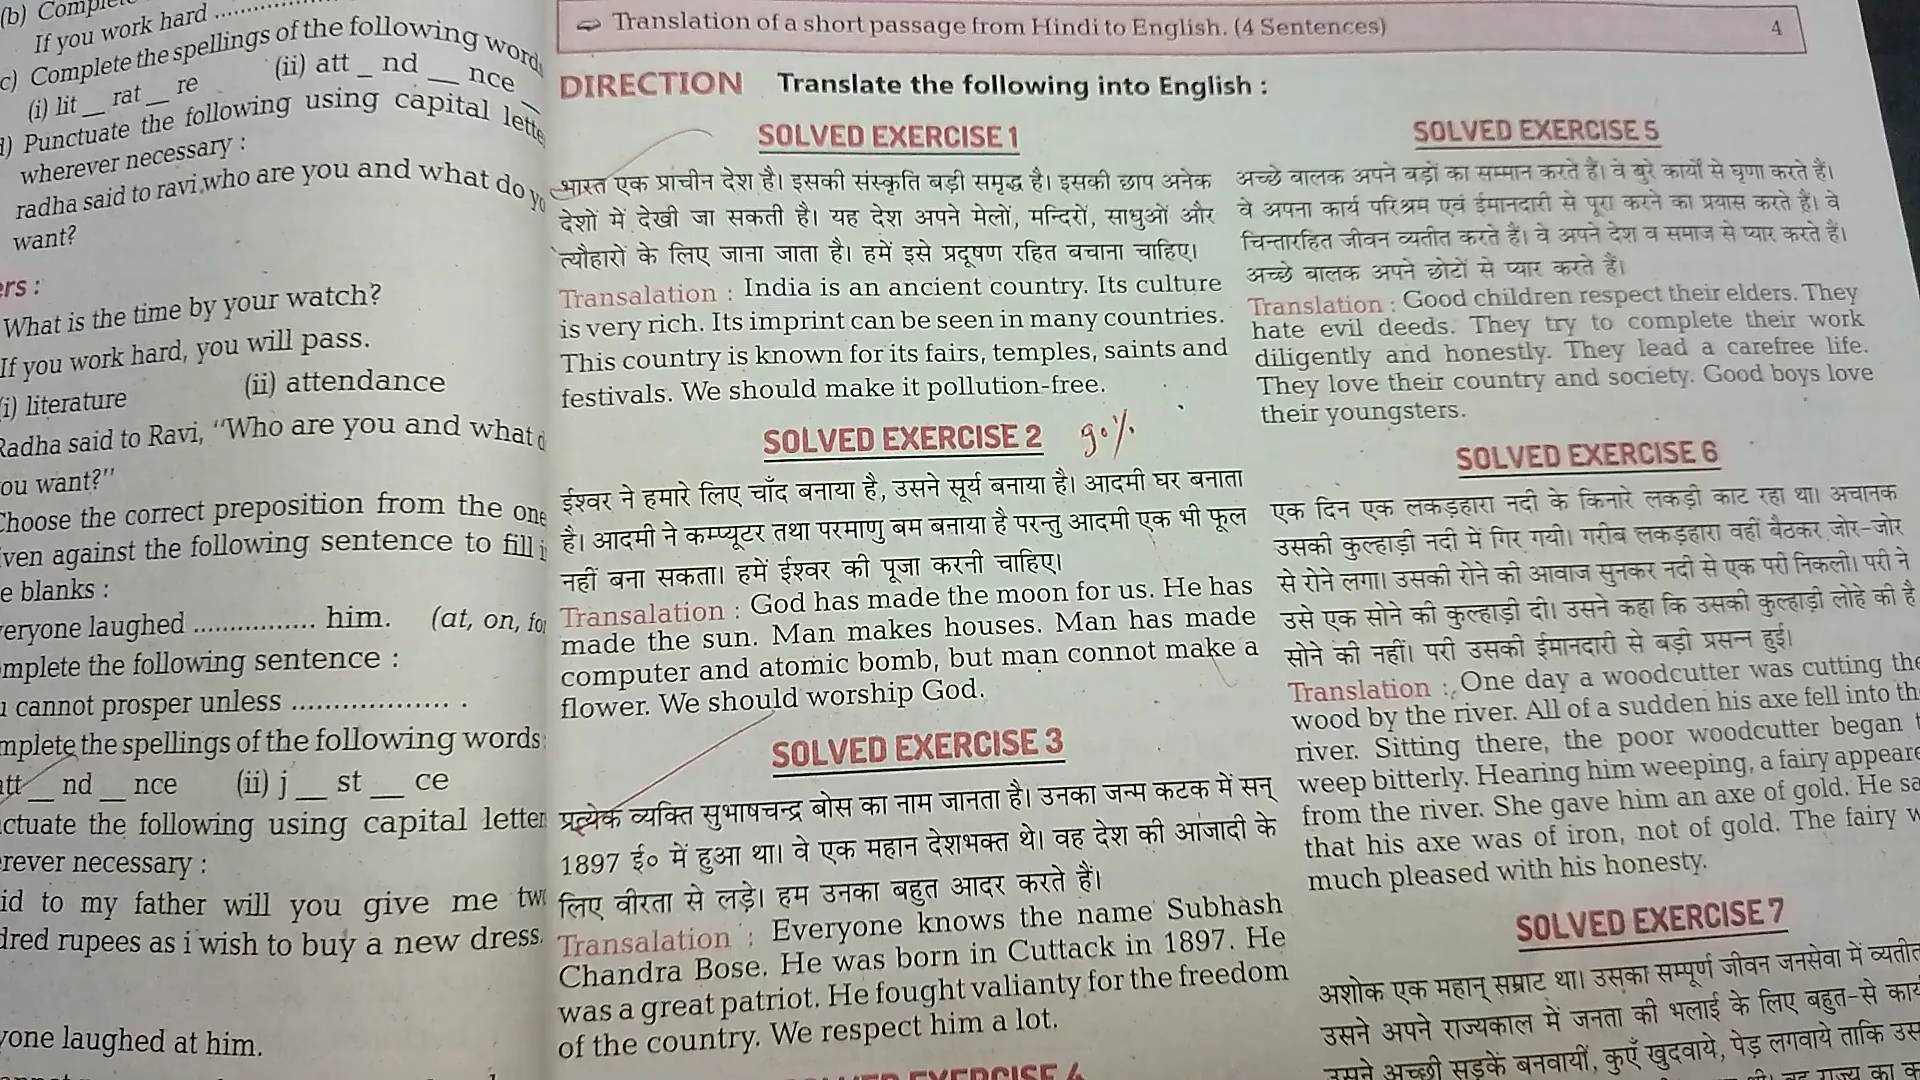 (b)
If you work hard ................
c) Complete the spellings of the following words
(i) lit __ rat __ re (ii) att _ nd __ nce
d) Punctuate the following using capital lette
wherever necessary :
radha said to ravi,who are you and what do yo
want?
ers :
What is the time by your watch?
If you work hard, you will pass.
i) literature (ii) attendance
Radha said to Ravi, "Who are you and what d
ou want?"
Choose the correct preposition from the one
iven against the following sentence to fill i
e blanks :
veryone laughed ................ him. (at, on, for
mplete the following sentence :
u cannot prosper unless ................... .
mplete the spellings of the following words:
att __ nd __ nce (ii) j __ st __ ce
ctuate the following using capital letter
rever necessary :
id to my father will you give me two
dred rupees as i wish to buy a new dress.
yone laughed at him.
➪ Translation of a short passage from Hindi to English. (4 Sentences) 4
DIRECTION Translate the following into English :
SOLVED EXERCISE 1
भारत एक प्राचीन देश है। इसकी संस्कृति बड़ी समृद्ध है। इसकी छाप अनेक
देशों में देखी जा सकती है। यह देश अपने मेलों, मन्दिरों, साधुओं और
त्यौहारों के लिए जाना जाता है। हमें इसे प्रदूषण रहित बचाना चाहिए।
Transalation : India is an ancient country. Its culture
is very rich. Its imprint can be seen in many countries.
This country is known for its fairs, temples, saints and
festivals. We should make it pollution-free.
SOLVED EXERCISE 2 90%
ईश्वर ने हमारे लिए चाँद बनाया है, उसने सूर्य बनाया है। आदमी घर बनाता
है। आदमी ने कम्प्यूटर तथा परमाणु बम बनाया है परन्तु आदमी एक भी फूल
नहीं बना सकता। हमें ईश्वर की पूजा करनी चाहिए।
Transalation : God has made the moon for us. He has
made the sun. Man makes houses. Man has made
computer and atomic bomb, but man connot make a
flower. We should worship God.
SOLVED EXERCISE 3
प्रत्येक व्यक्ति सुभाषचन्द्र बोस का नाम जानता है। उनका जन्म कटक में सन्
1897 ई० में हुआ था। वे एक महान देशभक्त थे। वह देश की आजादी के
लिए वीरता से लड़े। हम उनका बहुत आदर करते हैं।
Transalation : Everyone knows the name Subhash
Chandra Bose. He was born in Cuttack in 1897. He
was a great patriot. He fought valianty for the freedom
of the country. We respect him a lot.
SOLVED EXERCISE 4
SOLVED EXERCISE 5
अच्छे बालक अपने बड़ों का सम्मान करते हैं। वे बुरे कार्यों से घृणा करते हैं।
वे अपना कार्य परिश्रम एवं ईमानदारी से पूरा करने का प्रयास करते हैं। वे
चिन्तारहित जीवन व्यतीत करते हैं। वे अपने देश व समाज से प्यार करते हैं।
अच्छे बालक अपने छोटों से प्यार करते हैं।
Translation : Good children respect their elders. They
hate evil deeds. They try to complete their work
diligently and honestly. They lead a carefree life.
They love their country and society. Good boys love
their youngsters.
SOLVED EXERCISE 6
एक दिन एक लकड़हारा नदी के किनारे लकड़ी काट रहा था। अचानक
उसकी कुल्हाड़ी नदी में गिर गयी। गरीब लकड़हारा वहीं बैठकर जोर-जोर
से रोने लगा। उसकी रोने की आवाज सुनकर नदी से एक परी निकली। परी ने
उसे एक सोने की कुल्हाड़ी दी। उसने कहा कि उसकी कुल्हाड़ी लोहे की है
सोने की नहीं। परी उसकी ईमानदारी से बड़ी प्रसन्न हुई।
Translation : One day a woodcutter was cutting the
wood by the river. All of a sudden his axe fell into th
river. Sitting there, the poor woodcutter began t
weep bitterly. Hearing him weeping, a fairy appeare
from the river. She gave him an axe of gold. He sa
that his axe was of iron, not of gold. The fairy w
much pleased with his honesty.
SOLVED EXERCISE 7
अशोक एक महान् सम्राट था। उसका सम्पूर्ण जीवन जनसेवा में व्यतीत
उसने अपने राज्यकाल में जनता की भलाई के लिए बहुत-से कार्य
उसने अच्छी सड़कें बनवायीं, कुएँ खुदवाये, पेड़ लगवाये ताकि उस